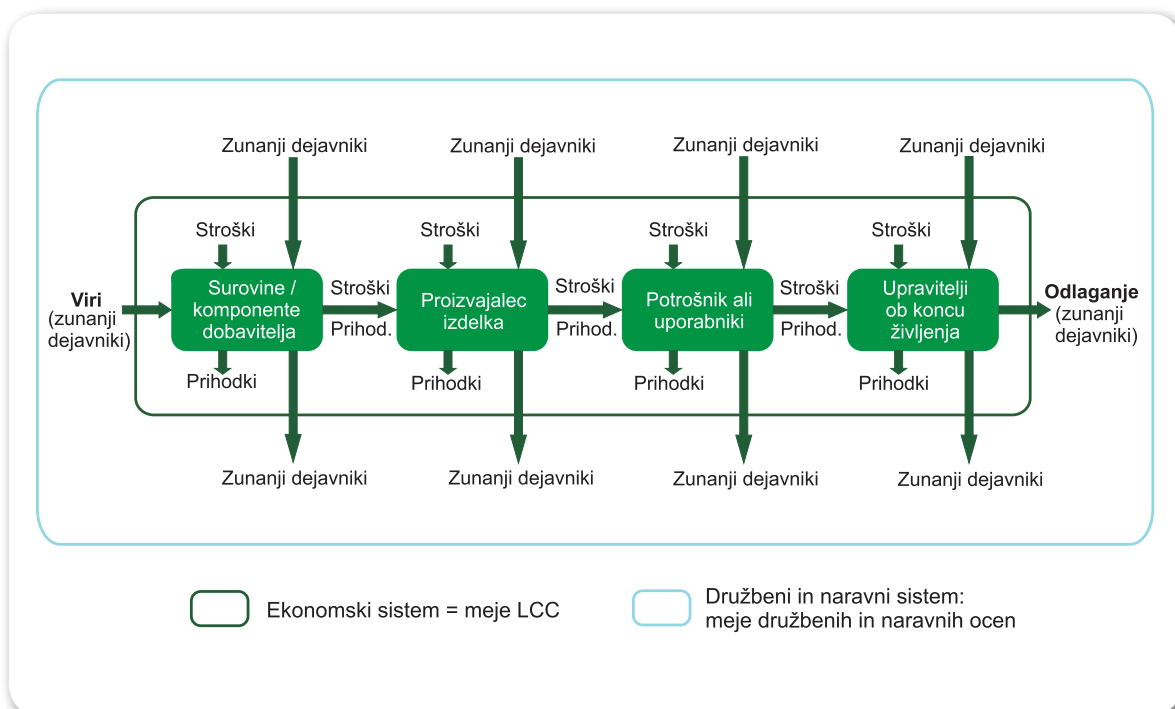 Zunanji dejavniki
Zunanji dejavniki
Zunanji dejavniki
Zunanji dejavniki
Stroški
Stroški
Stroški
Stroški
Viri
(zunanji
dejavniki)
Surovine /
komponente
dobavitelja
Stroški
Prihod.
Proizvajalec
izdelka
Stroški
Prihod.
Potrošnik ali
uporabniki
Stroški
Prihod.
Upravitelji
ob koncu
življenja
Odlaganje
(zunanji
dejavniki)
Prihodki
Prihodki
Prihodki
Prihodki
Zunanji dejavniki
Zunanji dejavniki
Zunanji dejavniki
Zunanji dejavniki
Ekonomski sistem = meje LCC
Družbeni in naravni sistem:
meje družbenih in naravnih ocen